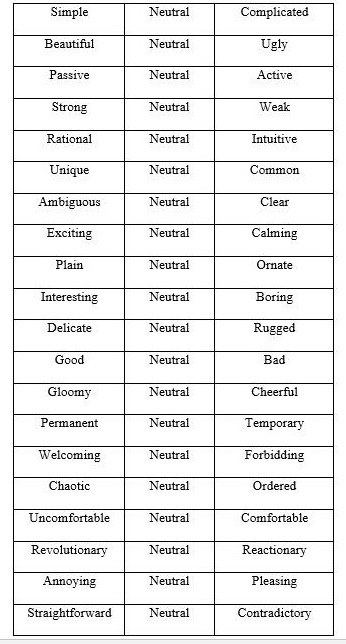 Simple Neutral Complicated
Beautiful Neutral Ugly
Passive Neutral Active
Strong Neutral Weak
Rational Neutral Intuitive
Unique Neutral Common
Ambiguous Neutral Clear
Exciting Neutral Calming
Plain Neutral Ornate
Interesting Neutral Boring
Delicate Neutral Rugged
Good Neutral Bad
Gloomy Neutral Cheerful
Permanent Neutral Temporary
Welcoming Neutral Forbidding
Chaotic Neutral Ordered
Uncomfortable Neutral Comfortable
Revolutionary Neutral Reactionary
Annoying Neutral Pleasing
Straightforward Neutral Contradictory